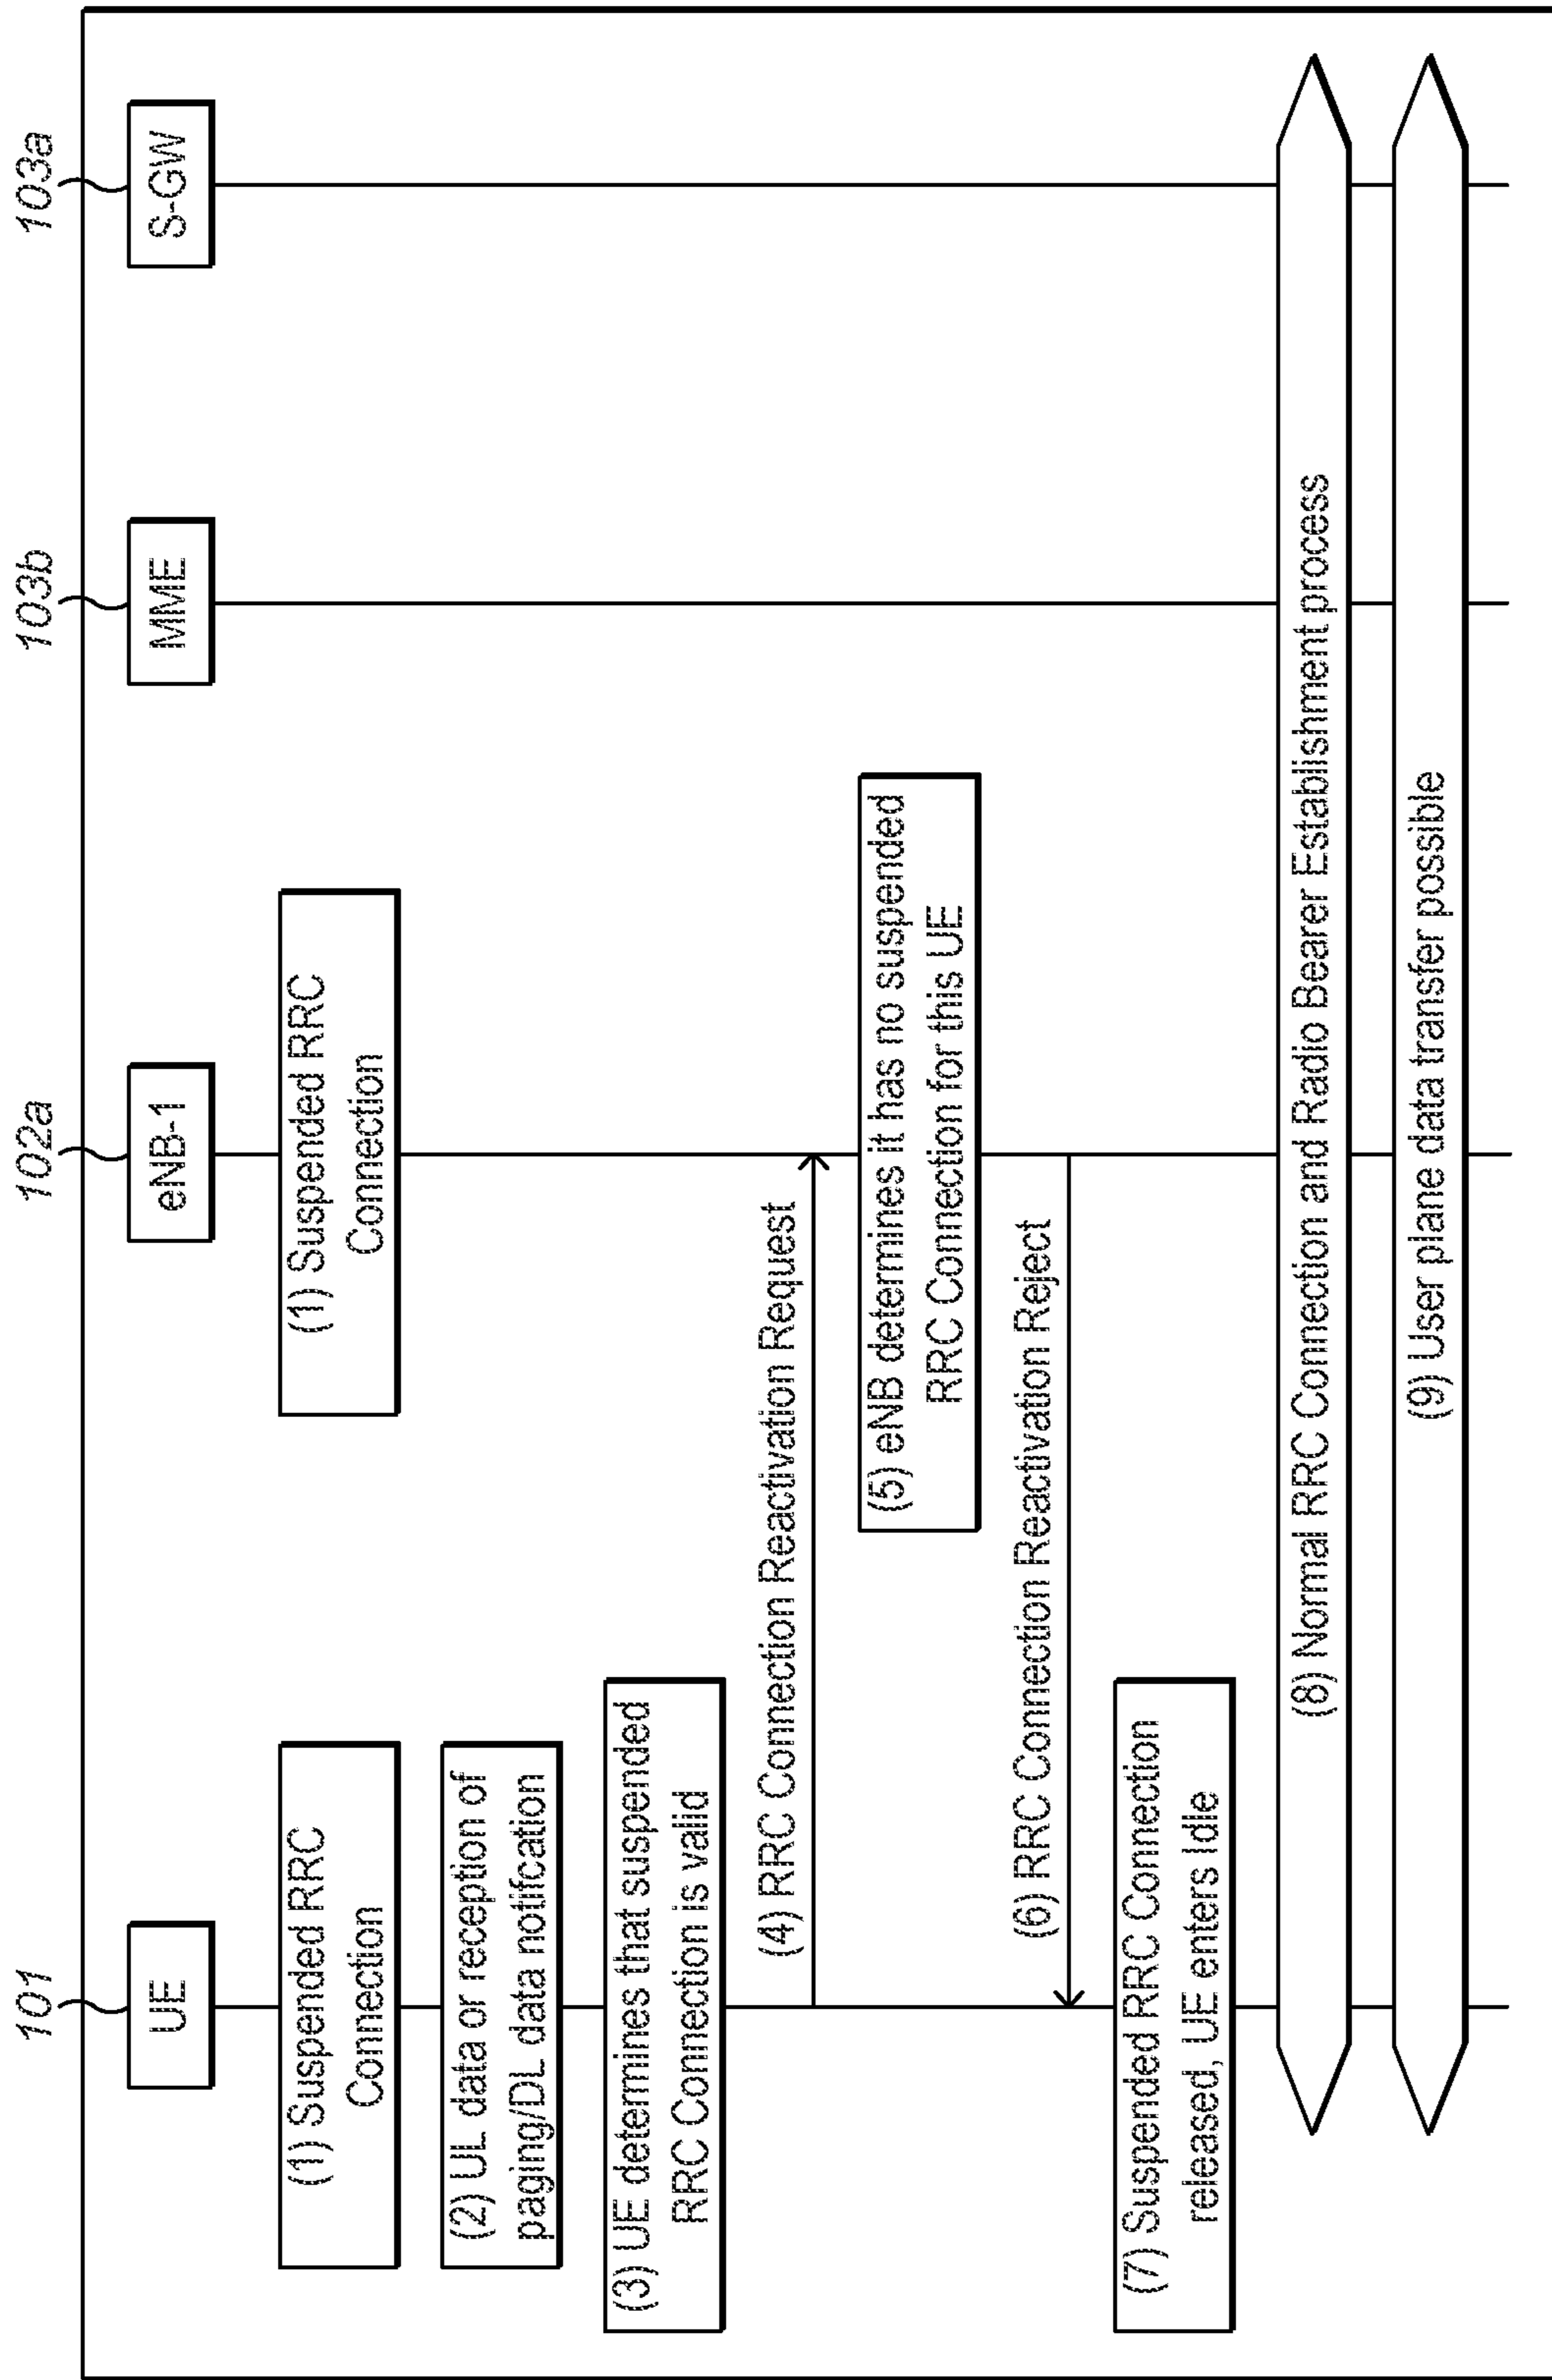 101
102a
103b
103a
UE
eNB-1
MME
S-GW
(1) Suspended RRC
Connection
(1) Suspended RRC
Connection
(2) UL data or reception of
paging/DL data notifcation
(3) UE determines that suspended
RRC Connection is valid
(4) RRC Connection Reactivation Request
(5) eNB determines it has no suspended
RRC Connection for this UE
(6) RRC Connection Reactivation Reject
(7) Suspended RRC Connection
released, UE enters Idle
(8) Normal RRC Connection and Radio Bearer Establishment process
(9) User plane data transfer possible